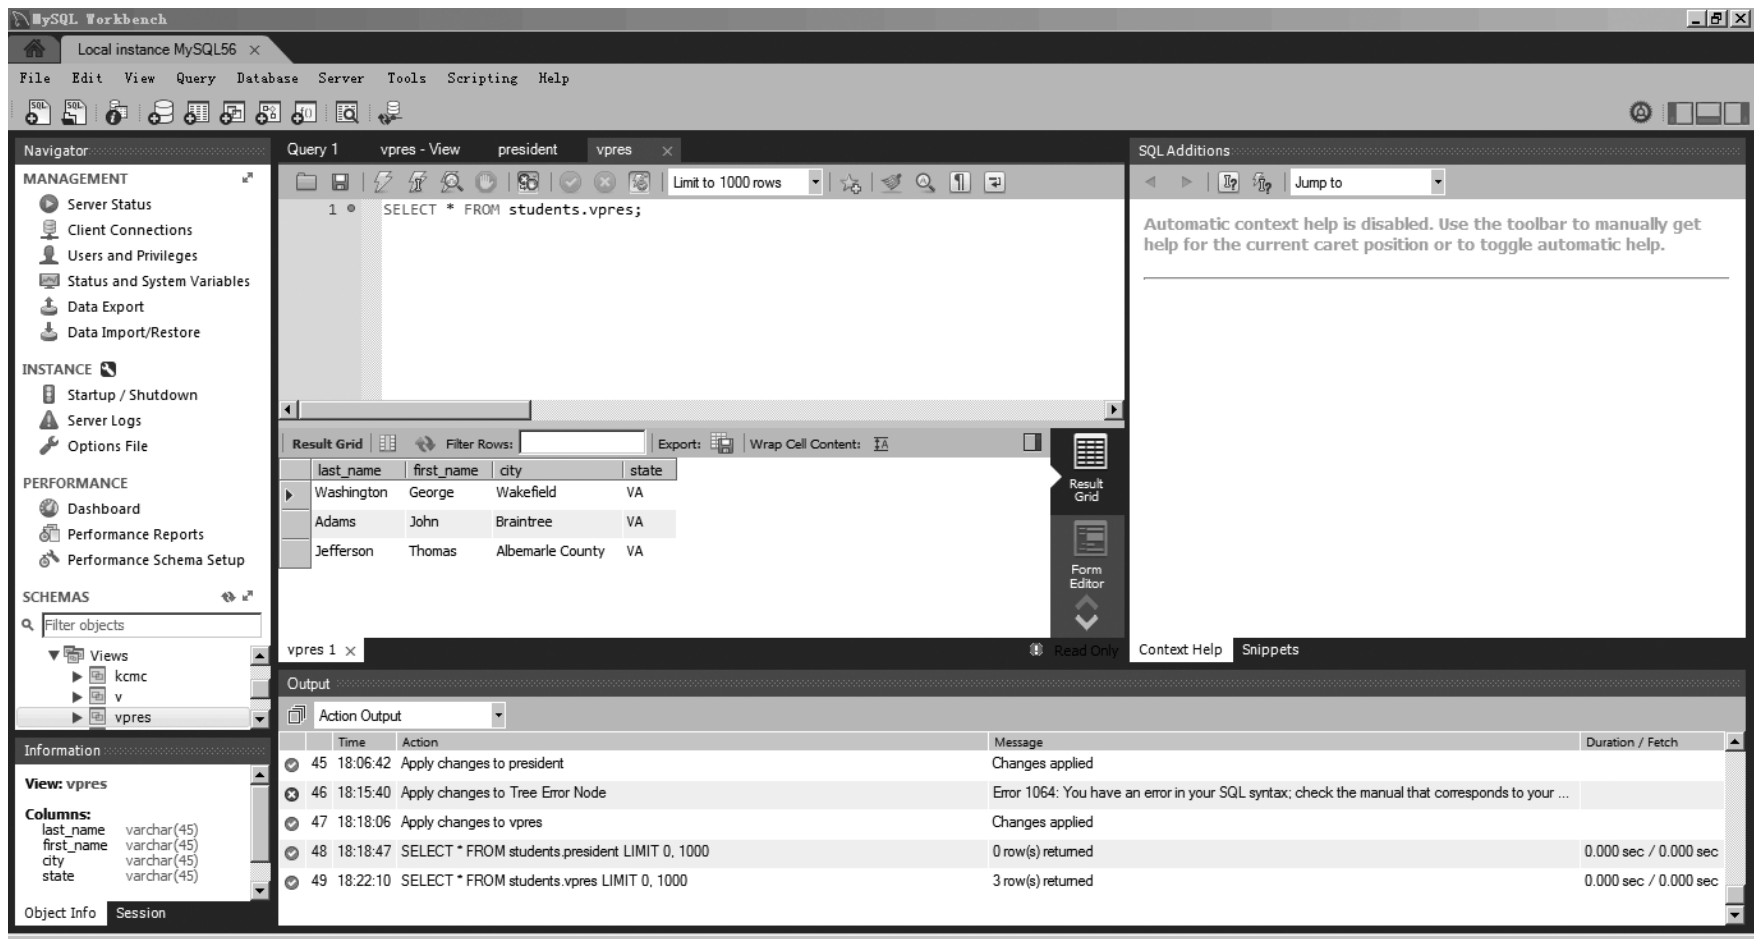 MySQL Workbench
Local instance MySQL56
File Edit View Query Database Server Tools Scripting Help
Navigator
MANAGEMENT
Server Status
Client Connections
Users and Privileges
Status and System Variables
Data Export
Data Import/Restore
INSTANCE
Startup / Shutdown
Server Logs
Options File
PERFORMANCE
Dashboard
Performance Reports
Performance Schema Setup
SCHEMAS
Filter objects
Views
kcmc
v
vpres
Information
View: vpres
Columns:
last_name varchar(45)
first_name varchar(45)
city varchar(45)
state varchar(45)
Object Info Session
Query 1 vpres - View president vpres
Limit to 1000 rows
1 SELECT * FROM students.vpres;
Result Grid Filter Rows: Export: Wrap Cell Content:
last_name first_name city state
Washington George Wakefield VA
Adams John Braintree VA
Jefferson Thomas Albemarle County VA
Result
Grid
Form
Editor
vpres 1 Read Only
SQL Additions
Jump to
Automatic context help is disabled. Use the toolbar to manually get
help for the current caret position or to toggle automatic help.
Context Help Snippets
Output
Action Output
Time Action Message Duration / Fetch
45 18:06:42 Apply changes to president Changes applied
46 18:15:40 Apply changes to Tree Error Node Error 1064: You have an error in your SQL syntax; check the manual that corresponds to your ...
47 18:18:06 Apply changes to vpres Changes applied
48 18:18:47 SELECT * FROM students.president LIMIT 0, 1000 0 row(s) returned 0.000 sec / 0.000 sec
49 18:22:10 SELECT * FROM students.vpres LIMIT 0, 1000 3 row(s) returned 0.000 sec / 0.000 sec